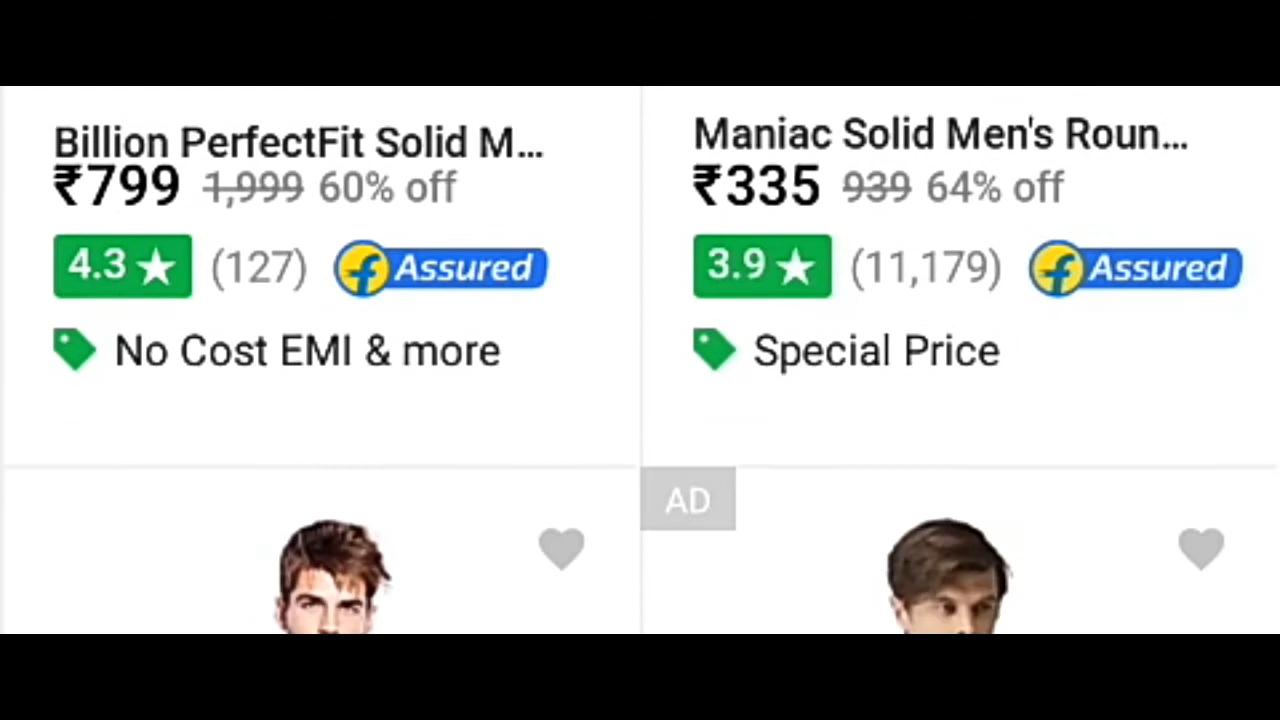 Billion PerfectFit Solid M...
₹799 1,999 60% off
4.3 ★ (127) f Assured
No Cost EMI & more
Maniac Solid Men's Roun...
₹335 939 64% off
3.9 ★ (11,179) f Assured
Special Price
AD